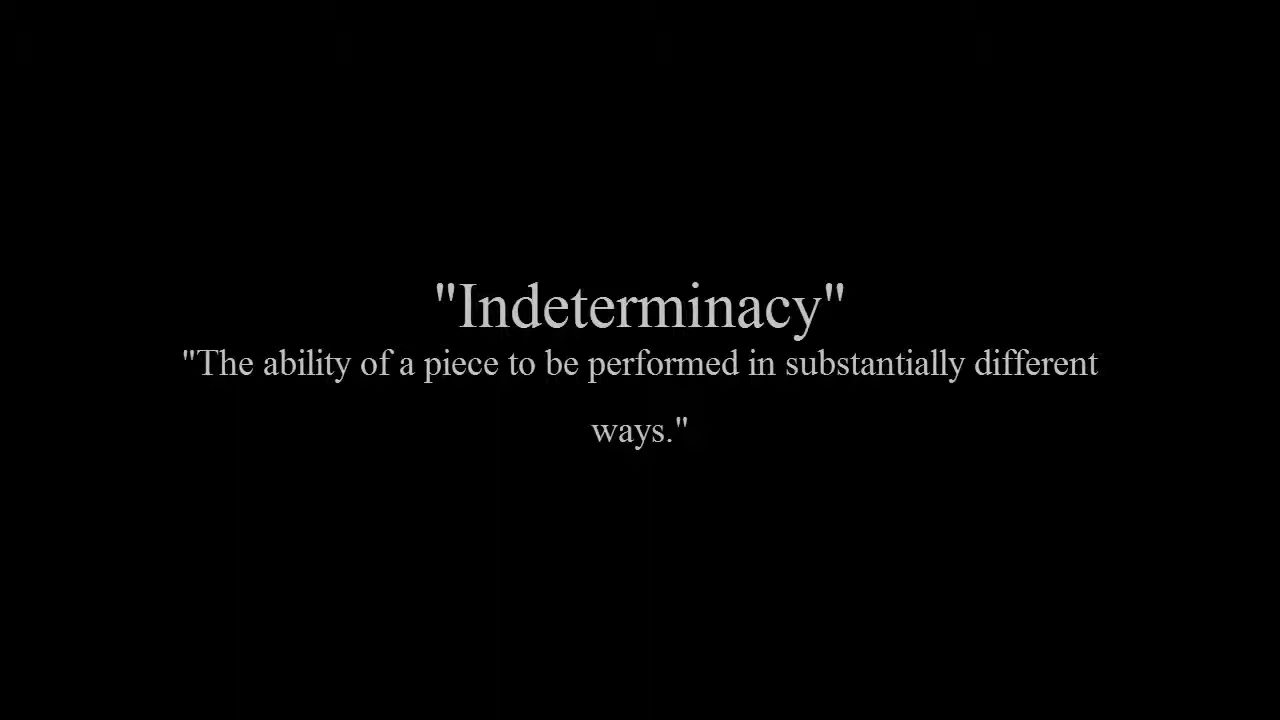 "Indeterminacy"
"The ability of a piece to be performed in substantially different
ways."